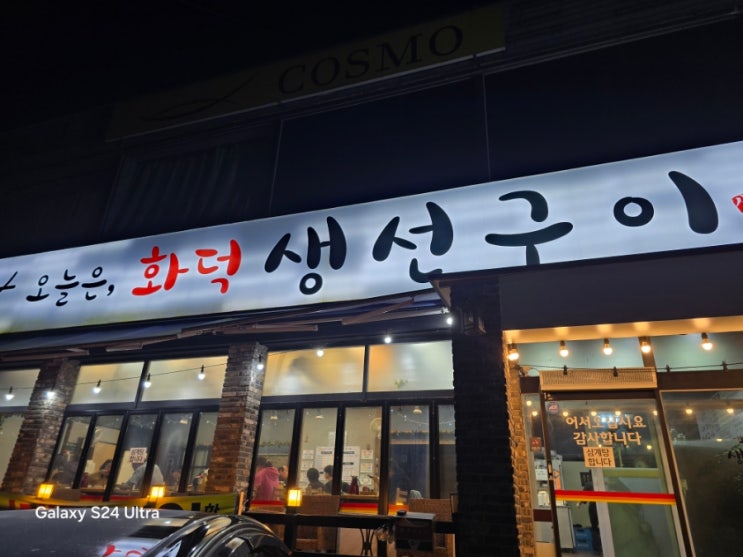 COSMO
오늘은, 화덕 생선구이
어서오십시요
감사합니다
삼계탕
합니다
Galaxy S24 Ultra